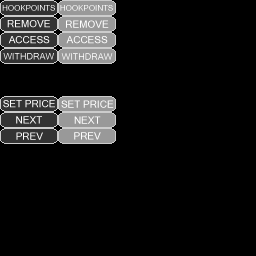 HOOKPOINTS HOOKPOINTS
REMOVE REMOVE
ACCESS ACCESS
WITHDRAW WITHDRAW
SET PRICE SET PRICE
NEXT NEXT
PREV PREV